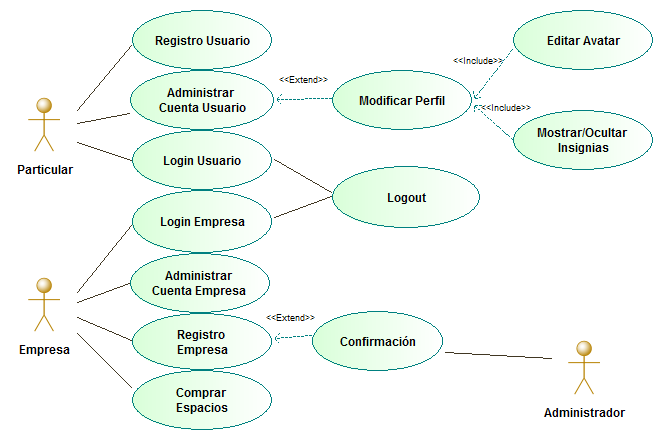 Registro Usuario
Editar Avatar
<<Include>>
Administrar
Cuenta Usuario
<<Extend>>
Modificar Perfil
<<Include>>
Mostrar/Ocultar
Insignias
Particular
Login Usuario
Logout
Login Empresa
Administrar
Cuenta Empresa
<<Extend>>
Registro
Empresa
Confirmación
Empresa
Comprar
Espacios
Administrador